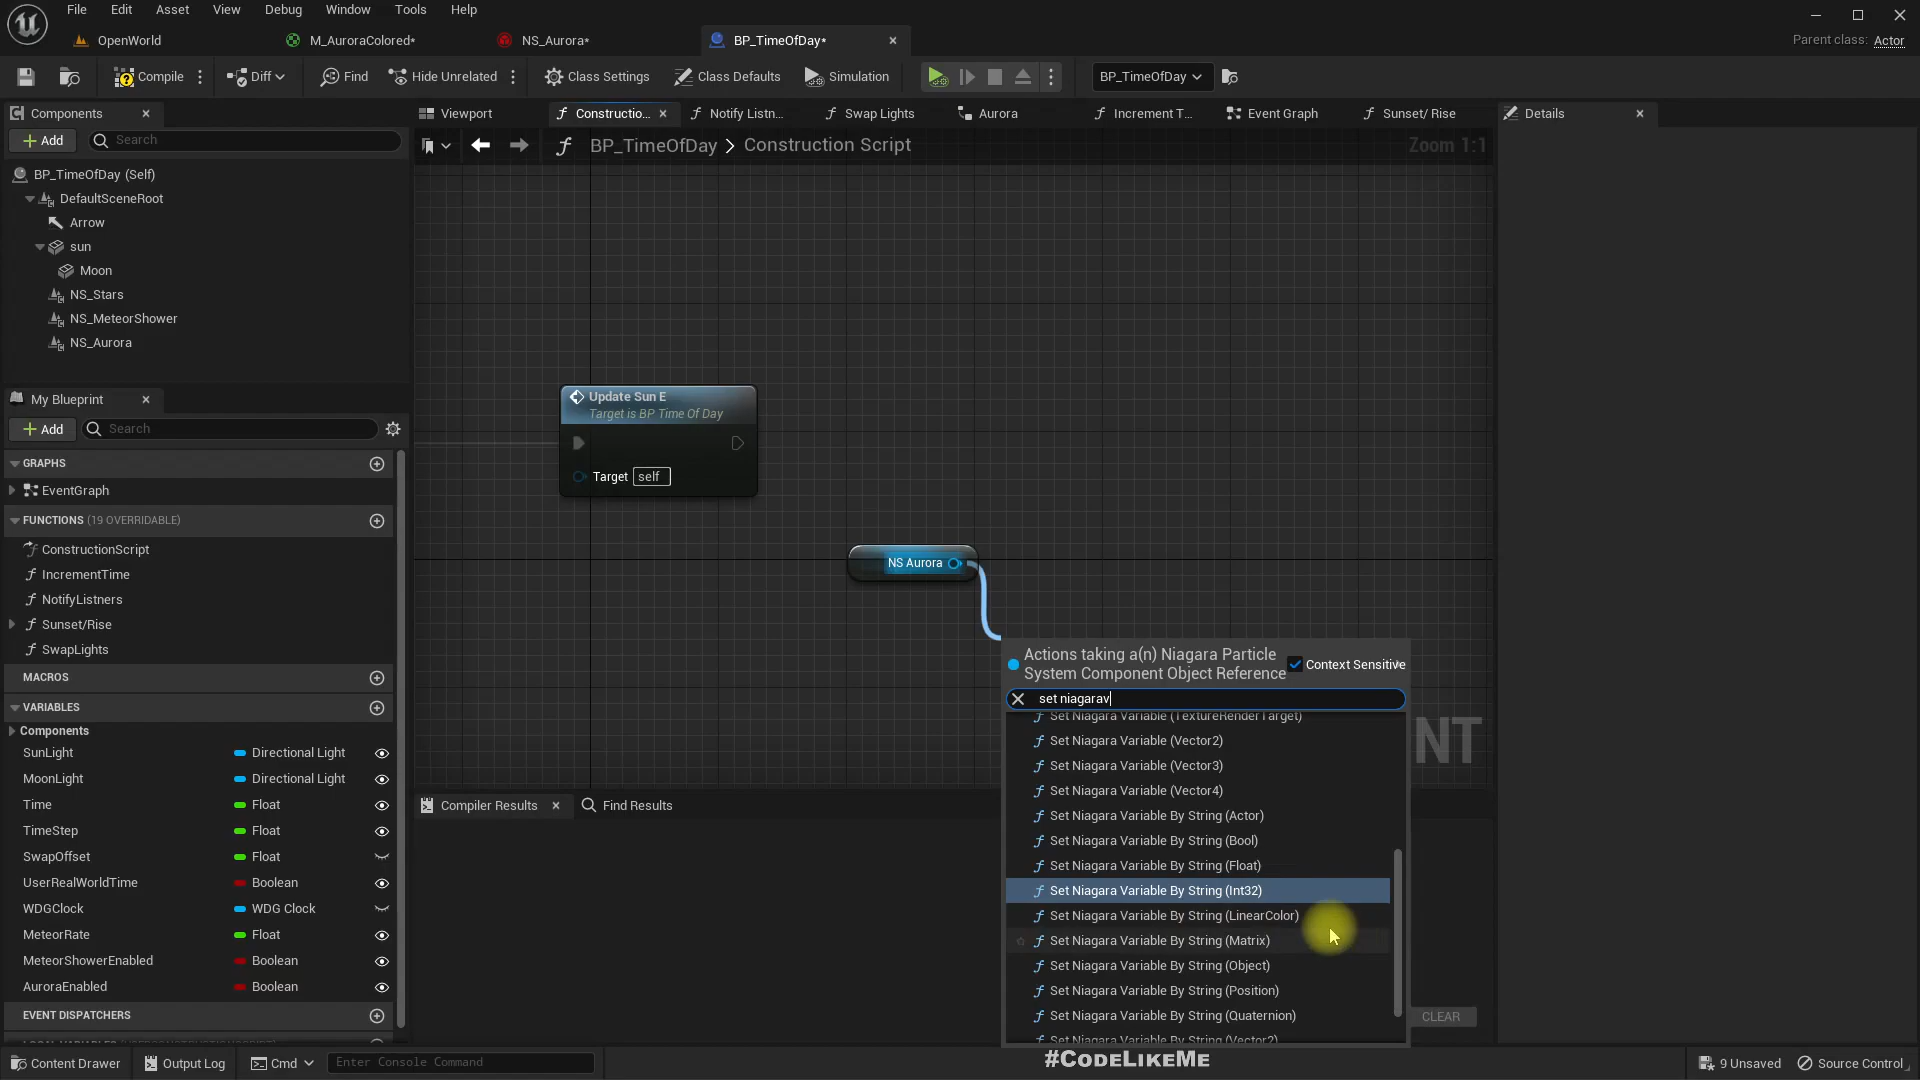 File Edit Asset View Debug Window Tools Help
OpenWorld M_AuroraColored* NS_Aurora* BP_TimeOfDay*
Parent class: Actor
Compile Diff Find Hide Unrelated Class Settings Class Defaults Simulation BP_TimeOfDay
Components
Add Search
BP_TimeOfDay (Self)
DefaultSceneRoot
Arrow
sun
Moon
NS_Stars
NS_MeteorShower
NS_Aurora
My Blueprint
Add Search
GRAPHS
EventGraph
FUNCTIONS (19 OVERRIDABLE)
ConstructionScript
IncrementTime
NotifyListners
Sunset/Rise
SwapLights
MACROS
VARIABLES
Components
SunLight Directional Light
MoonLight Directional Light
Time Float
TimeStep Float
SwapOffset Float
UserRealWorldTime Boolean
WDGClock WDG Clock
MeteorRate Float
MeteorShowerEnabled Boolean
AuroraEnabled Boolean
EVENT DISPATCHERS
Viewport Constructio... Notify Listn... Swap Lights Aurora Increment T... Event Graph Sunset/ Rise
BP_TimeOfDay > Construction Script
Zoom 1:1
Update Sun E
Target is BP Time Of Day
Target self
NS Aurora
Actions taking a(n) Niagara Particle
System Component Object Reference
Context Sensitive
set niagarav
Set Niagara Variable (TextureRenderTarget)
Set Niagara Variable (Vector2)
Set Niagara Variable (Vector3)
Set Niagara Variable (Vector4)
Set Niagara Variable By String (Actor)
Set Niagara Variable By String (Bool)
Set Niagara Variable By String (Float)
Set Niagara Variable By String (Int32)
Set Niagara Variable By String (LinearColor)
Set Niagara Variable By String (Matrix)
Set Niagara Variable By String (Object)
Set Niagara Variable By String (Position)
Set Niagara Variable By String (Quaternion)
Set Niagara Variable By String (Vector2)
NT
Compiler Results Find Results
CLEAR
Details
#CODELIKEME
Content Drawer Output Log Cmd Enter Console Command
9 Unsaved Source Control